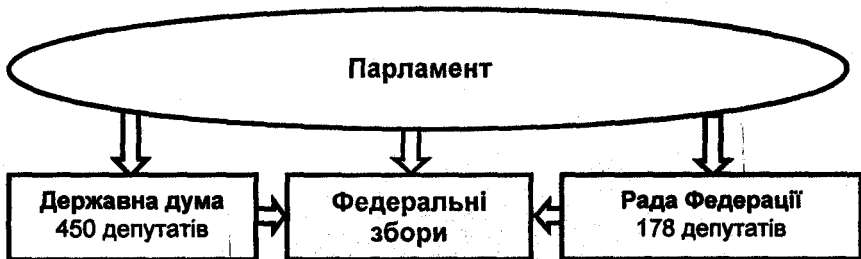 Парламент
Державна дума
450 депутатів
Федеральні
збори
Рада Федерації
178 депутатів